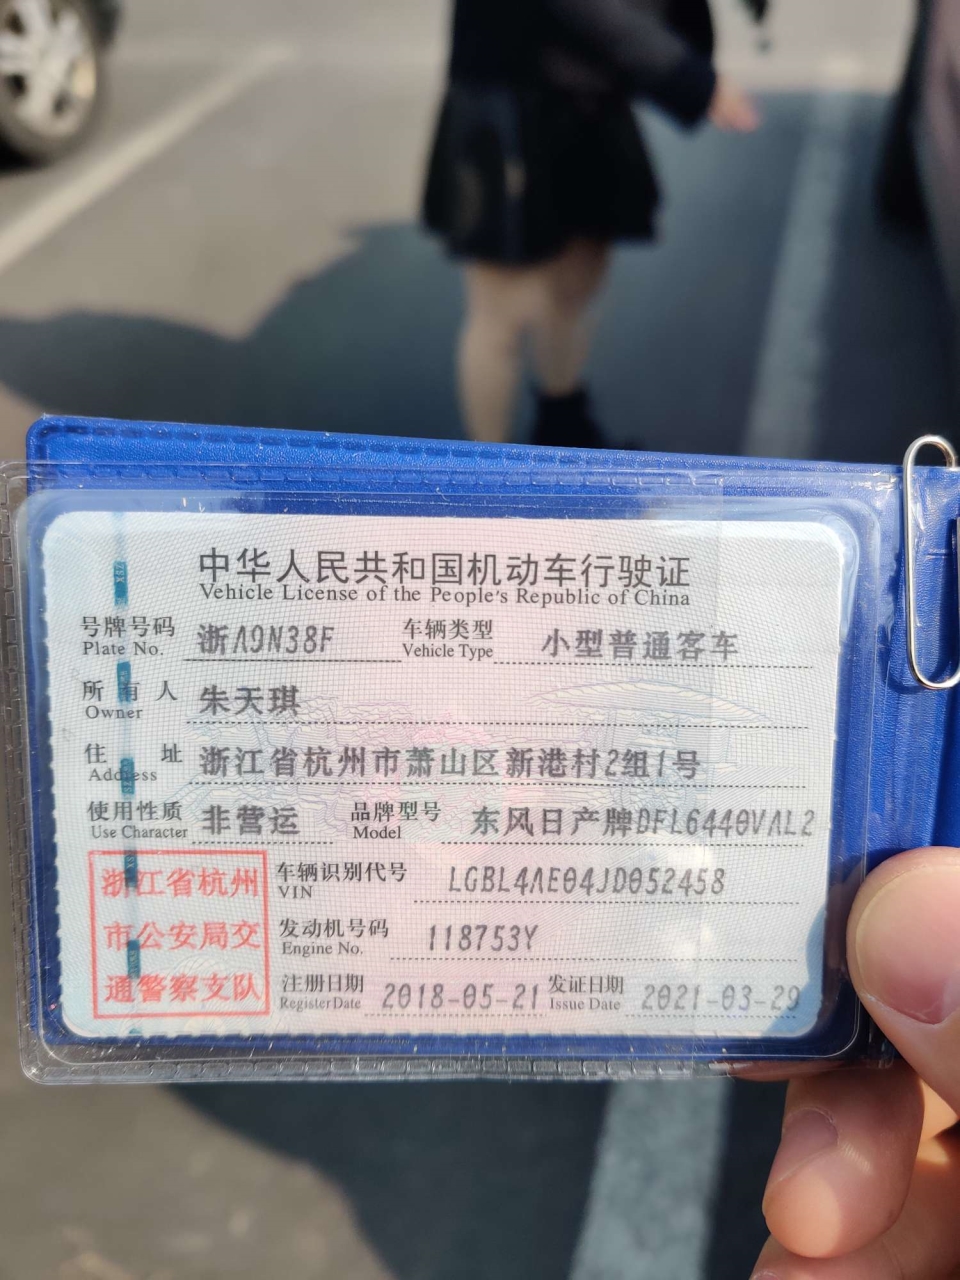 中华人民共和国机动车行驶证
Vehicle License of the People's Republic of China
号牌号码 浙A9N38F 车辆类型 小型普通客车
Plate No. Vehicle Type
所有人 朱天琪
Owner
住址 浙江省杭州市萧山区新港村2组1号
Address
使用性质 非营运 品牌型号 东风日产牌DFL6440VAL2
Use Character Model
浙江省杭州
市公安局交
通警察支队
车辆识别代号 LGBL4AE04JD052458
VIN
发动机号码 118753Y
Engine No.
注册日期 2018-05-21 发证日期 2021-03-29
Register Date Issue Date